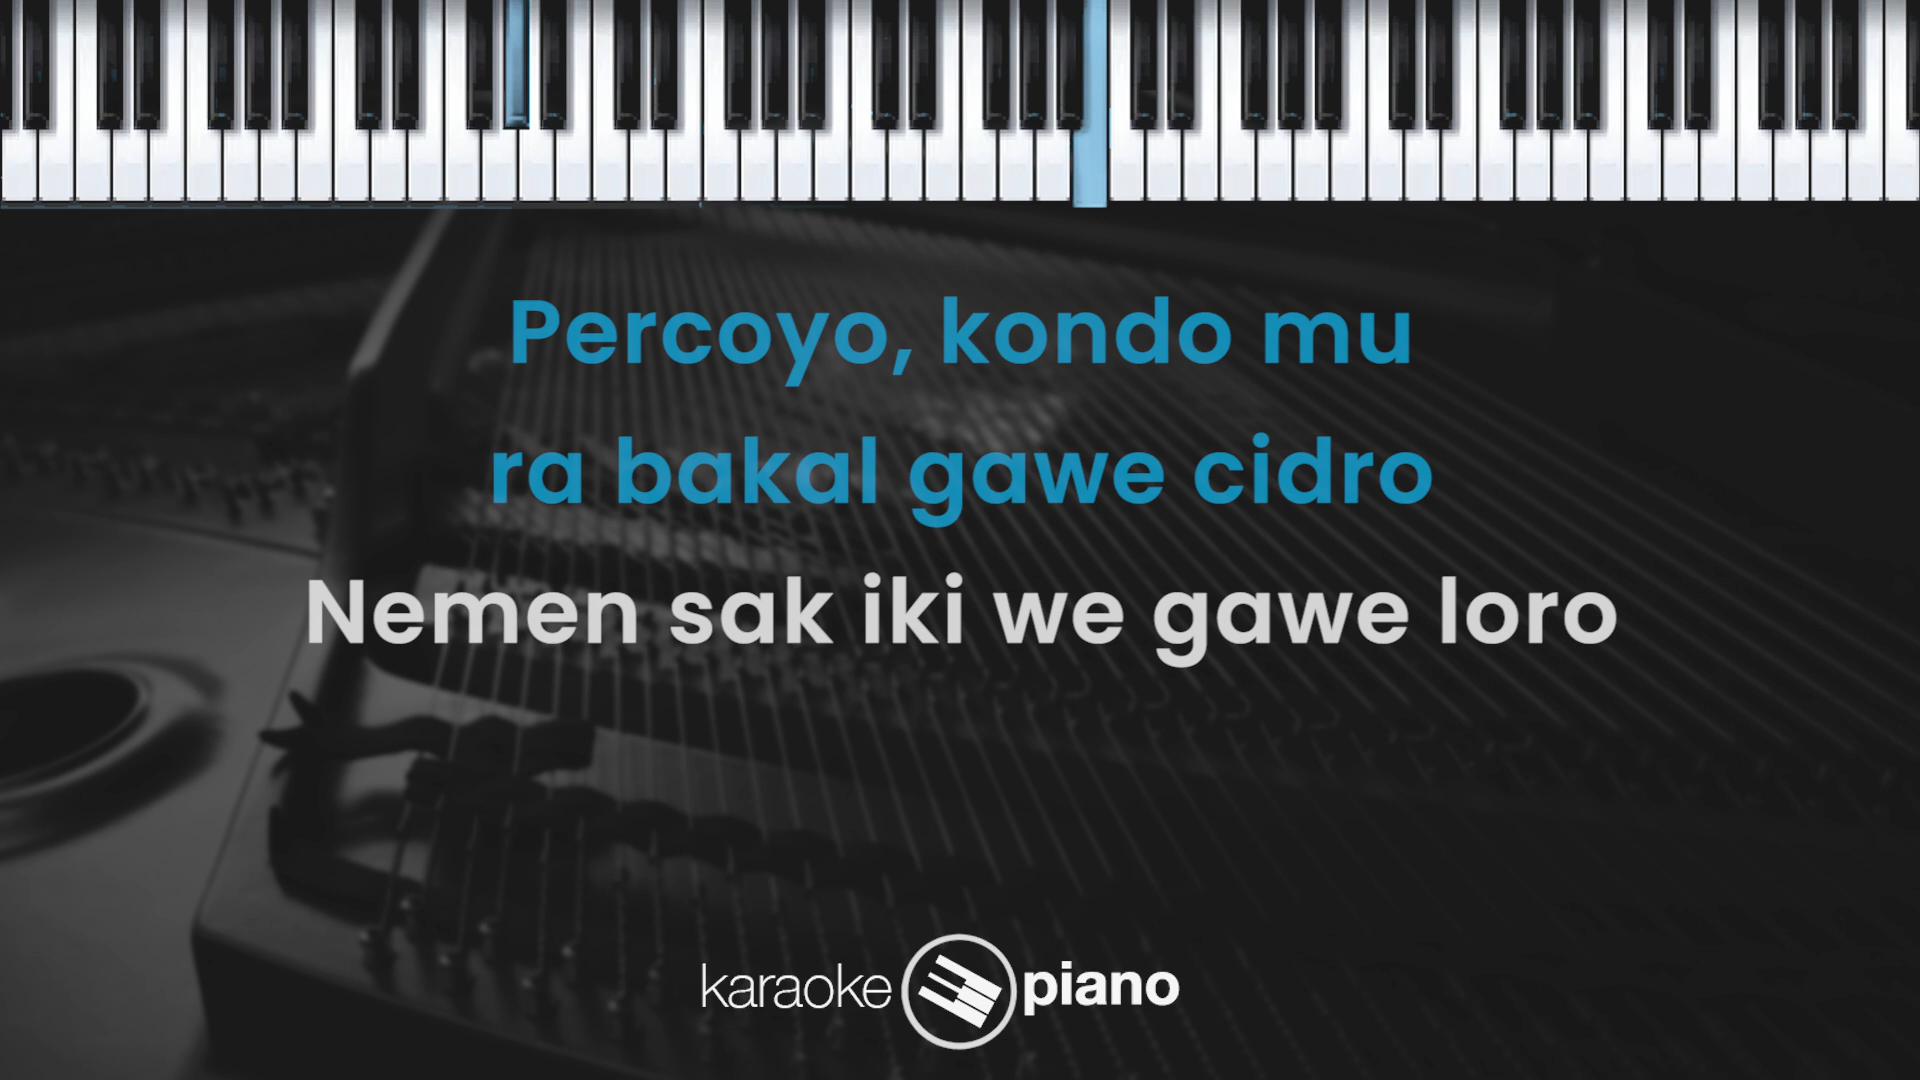 Percoyo, kondo mu
ra bakal gawe cidro
Nemen sak iki we gawe loro
karaoke piano